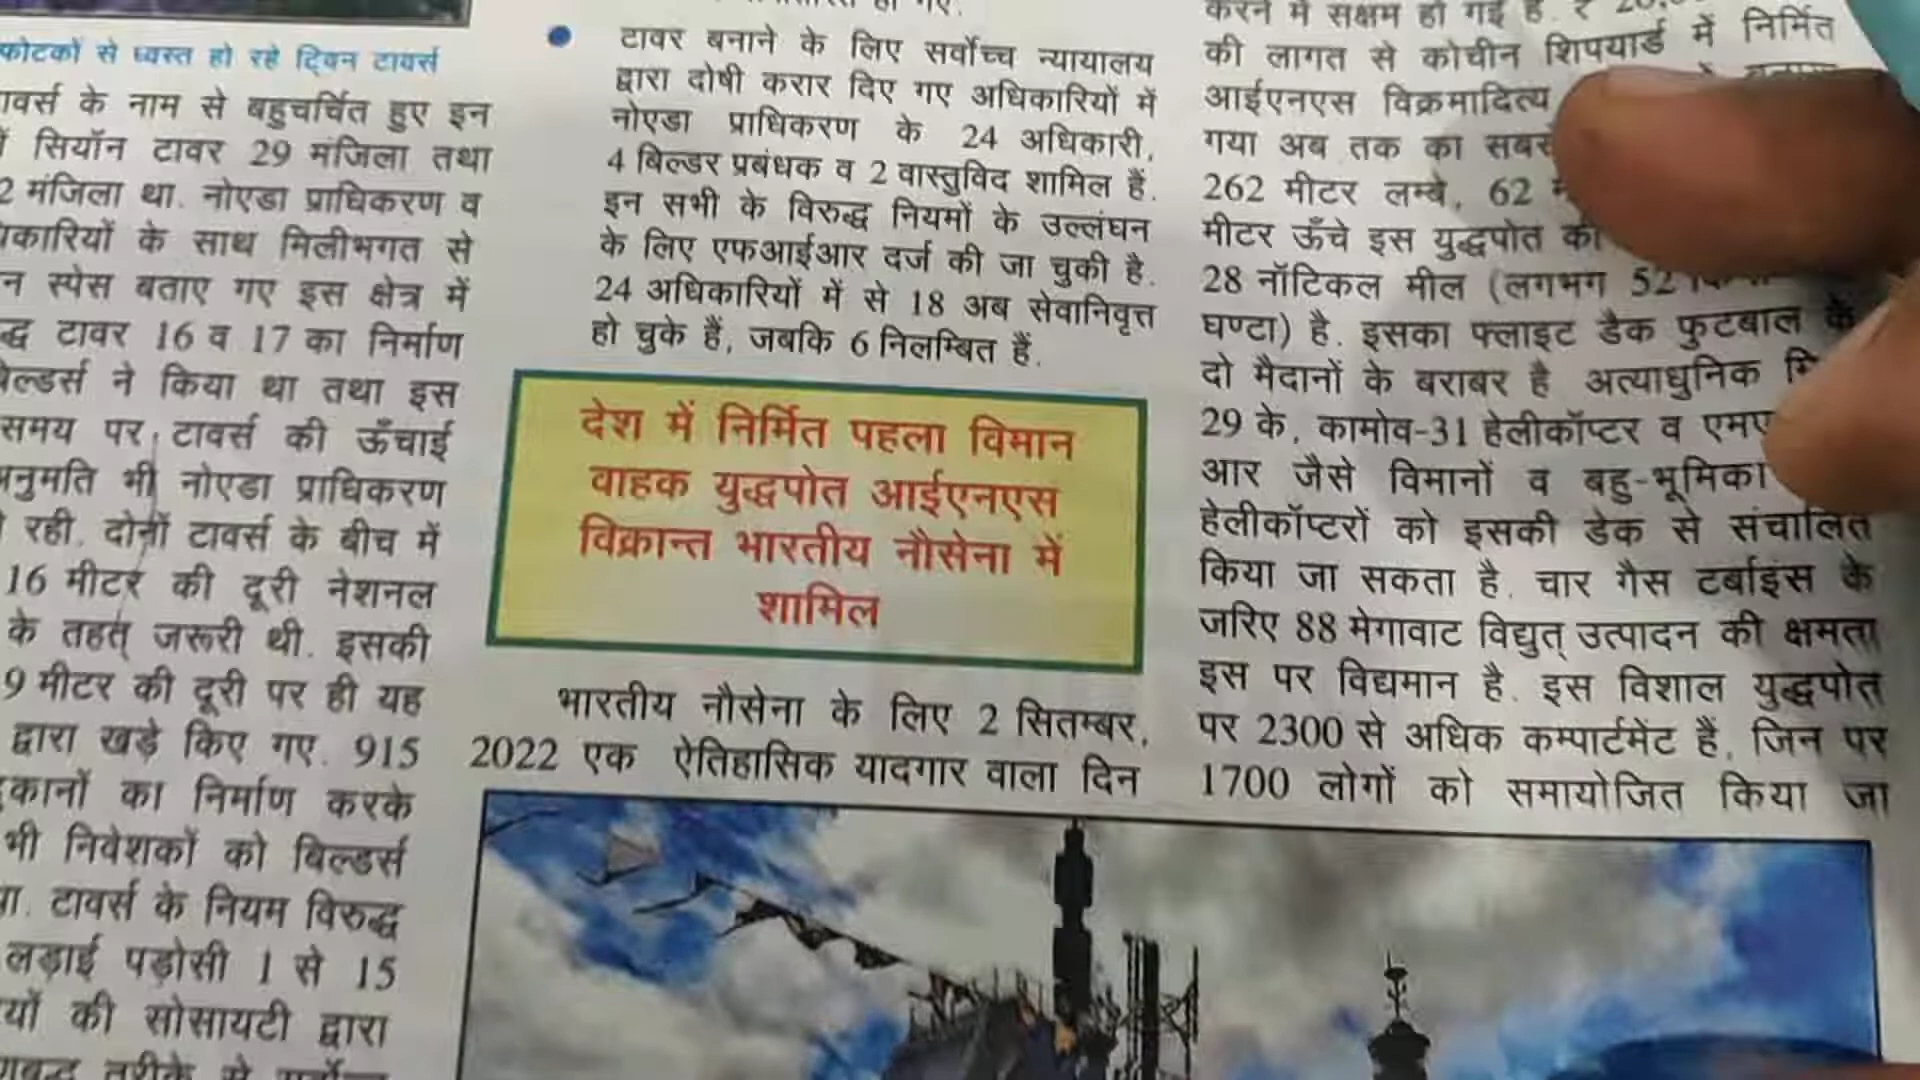 फोटकों से ध्वस्त हो रहे ट्विन टावर्स
ावर्स के नाम से बहुचर्चित हुए इन
सियॉन टावर 29 मंजिला तथा
2 मंजिला था. नोएडा प्राधिकरण व
कारियों के साथ मिलीभगत से
न स्पेस बताए गए इस क्षेत्र में
द्ध टावर 16 व 17 का निर्माण
ल्डर्स ने किया था तथा इस
समय पर टावर्स की ऊँचाई
नुमति भी नोएडा प्राधिकरण
रही. दोनों टावर्स के बीच में
16 मीटर की दूरी नेशनल
के तहत् जरूरी थी. इसकी
9 मीटर की दूरी पर ही यह
द्वारा खड़े किए गए. 915
कानों का निर्माण करके
भी निवेशकों को बिल्डर्स
ा. टावर्स के नियम विरुद्ध
लड़ाई पड़ोसी 1 से 15
यों की सोसायटी द्वारा
तरीके से
टावर बनाने के लिए सर्वोच्च न्यायालय
द्वारा दोषी करार दिए गए अधिकारियों में
नोएडा प्राधिकरण के 24 अधिकारी,
4 बिल्डर प्रबंधक व 2 वास्तुविद शामिल हैं.
इन सभी के विरुद्ध नियमों के उल्लंघन
के लिए एफआईआर दर्ज की जा चुकी है.
24 अधिकारियों में से 18 अब सेवानिवृत्त
हो चुके हैं, जबकि 6 निलम्बित हैं.
देश में निर्मित पहला विमान
वाहक युद्धपोत आईएनएस
विक्रान्त भारतीय नौसेना में
शामिल
भारतीय नौसेना के लिए 2 सितम्बर,
2022 एक ऐतिहासिक यादगार वाला दिन
करने में सक्षम हो गई है. ₹
की लागत से कोचीन शिपयार्ड में निर्मित
आईएनएस विक्रमादित्य
गया अब तक का सबस
262 मीटर लम्बे, 62
मीटर ऊँचे इस युद्धपोत की
28 नॉटिकल मील (लगभग 52
घण्टा) है. इसका फ्लाइट डैक फुटबाल के
दो मैदानों के बराबर है अत्याधुनिक मि
29 के, कामोव-31 हेलीकॉप्टर व एमए
आर जैसे विमानों व बहु-भूमिका
हेलीकॉप्टरों को इसकी डेक से संचालित
किया जा सकता है. चार गैस टर्बाइंस के
जरिए 88 मेगावाट विद्युत् उत्पादन की क्षमता
इस पर विद्यमान है. इस विशाल युद्धपोत
पर 2300 से अधिक कम्पार्टमेंट हैं, जिन पर
1700 लोगों को समायोजित किया जा